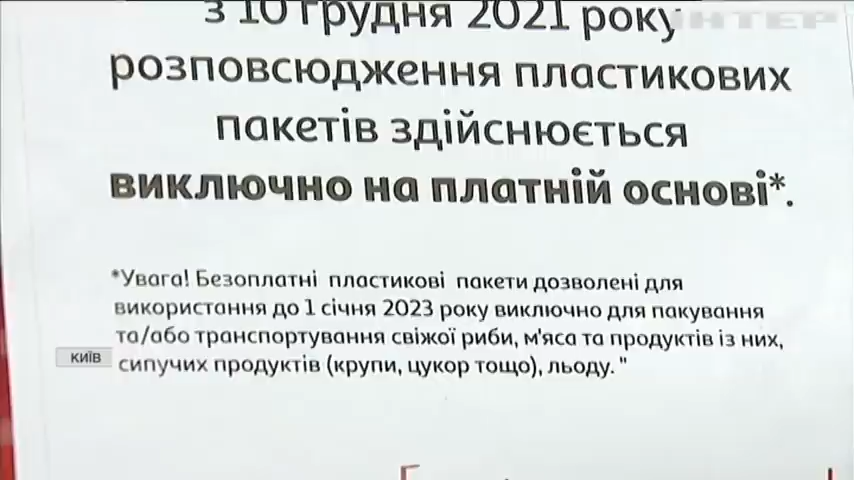 ІНТЕР
з 10 грудня 2021 року
розповсюдження пластикових
пакетів здійснюється
виключно на платній основі*.
*Увага! Безоплатні пластикові пакети дозволені для
використання до 1 січня 2023 року виключно для пакування
та/або транспортування свіжої риби, м'яса та продуктів із них,
КИЇВ
сипучих продуктів (крупи, цукор тощо), льоду. "